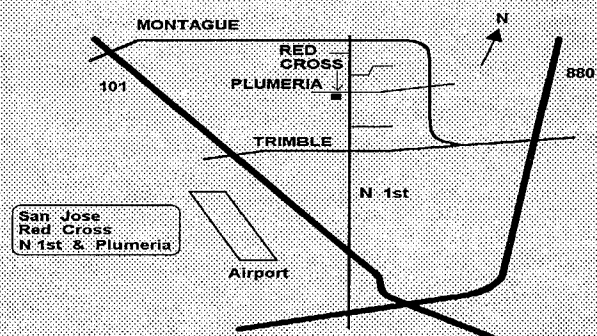 N
MONTAGUE
RED
CROSS
880
101
PLUMERIA
TRIMBLE
N 1st
San Jose
Red Cross
N 1st & Plumeria
Airport